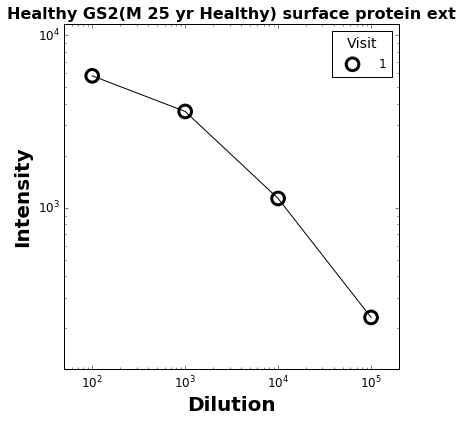 Healthy GS2(M 25 yr Healthy) surface protein ext
Visit
1
10^4
10^3
Intensity
10^2 10^3 10^4 10^5
Dilution